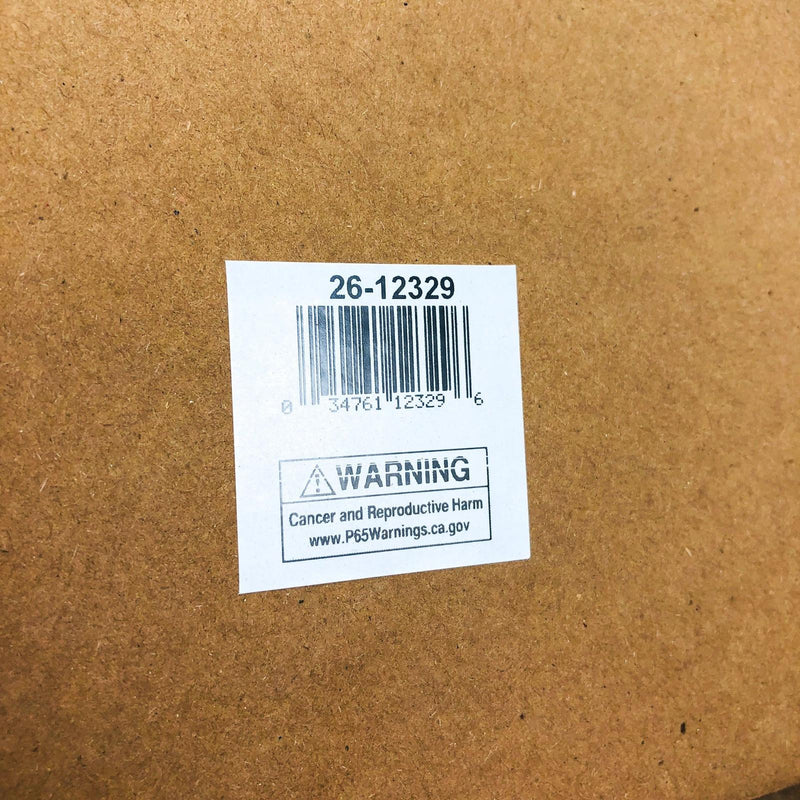 26-12329
0 34761 12329 6
⚠WARNING
Cancer and Reproductive Harm
www.P65Warnings.ca.gov